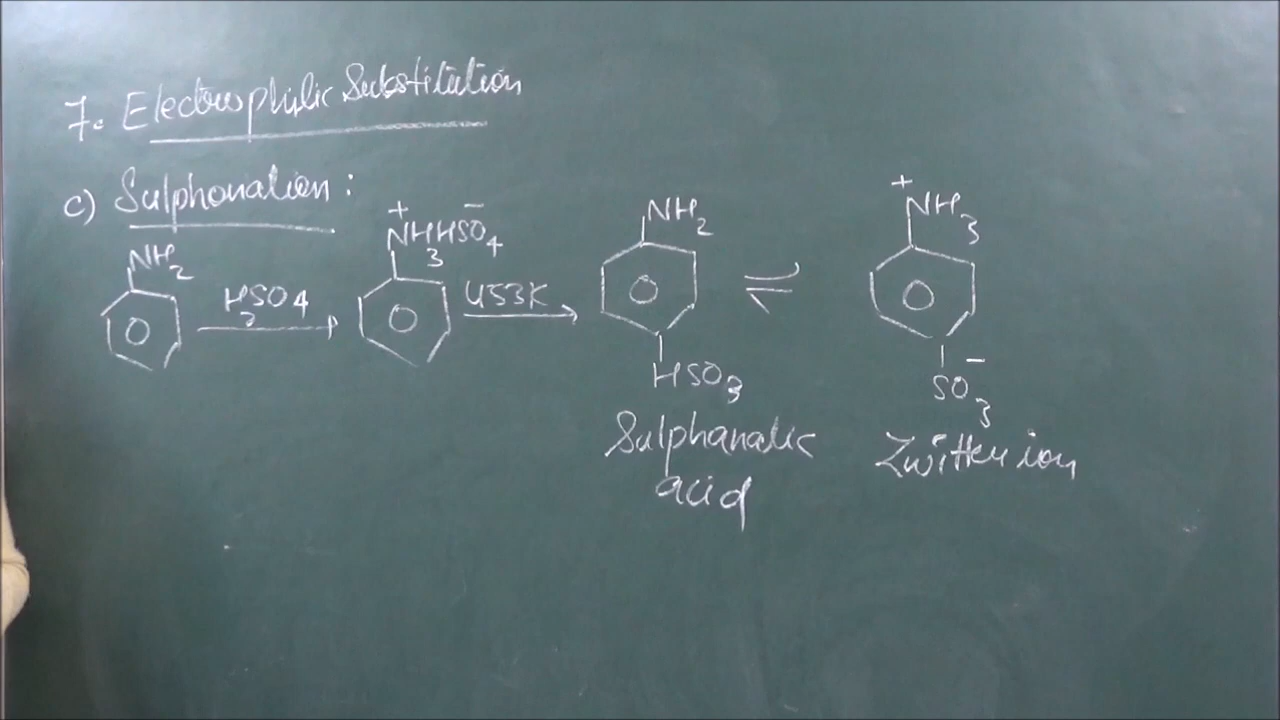 7. Electrophilic Substitution
c) Sulphonation :
NH2 H2SO4 +NH3HSO4- 453K NH2 ⇌ +NH3
HSO3 SO3-
Sulphanalic Zwitter ion
acid